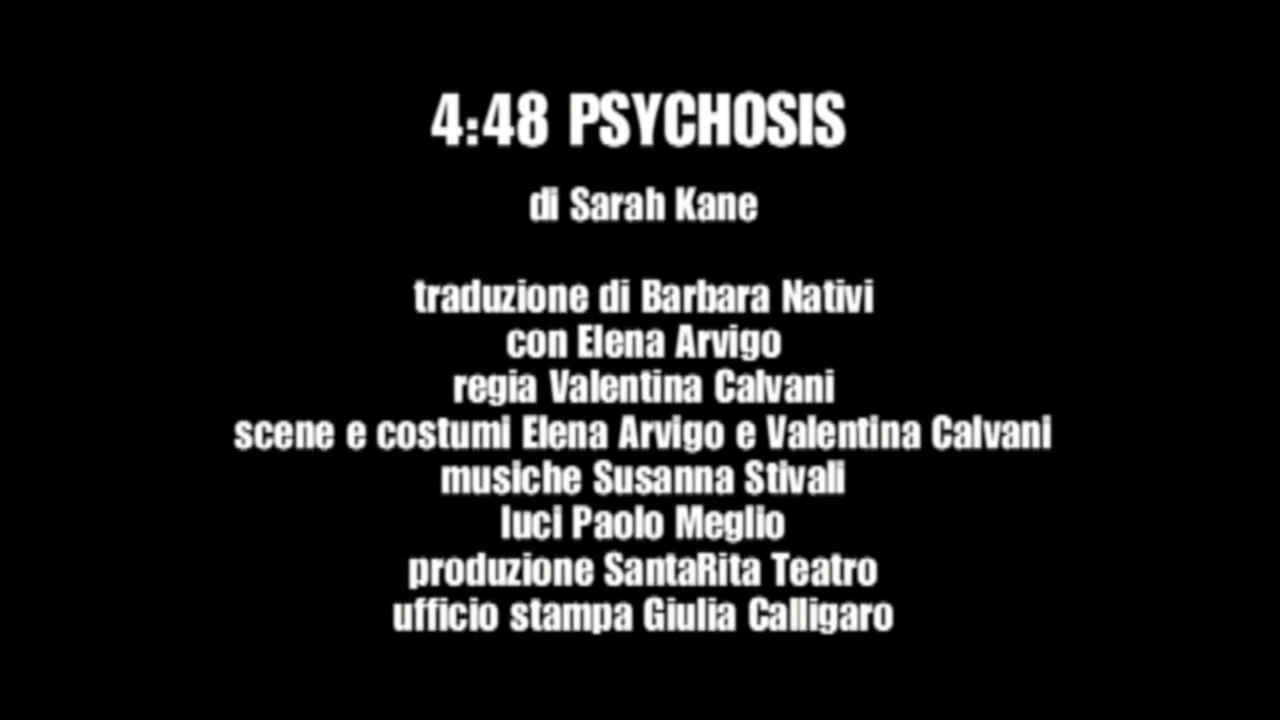 4:48 PSYCHOSIS
di Sarah Kane
traduzione di Barbara Nativi
con Elena Arvigo
regia Valentina Calvani
scene e costumi Elena Arvigo e Valentina Calvani
musiche Susanna Stivali
luci Paolo Meglio
produzione SantaRita Teatro
ufficio stampa Giulia Calligaro